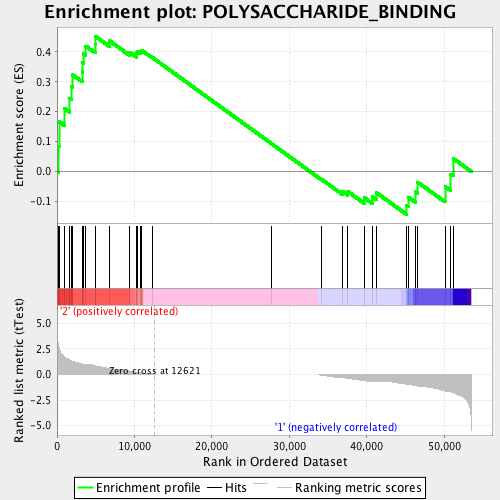 Enrichment plot: POLYSACCHARIDE_BINDING
Enrichment score (ES)
0.4
0.3
0.2
0.1
0.0
-0.1
'2' (positively correlated)
Ranked list metric (tTest)
5.0
2.5
0.0
-2.5
-5.0
Zero cross at 12621
'1' (negatively correlated)
0
10,000
20,000
30,000
40,000
50,000
Rank in Ordered Dataset
Enrichment profile
Hits
Ranking metric scores